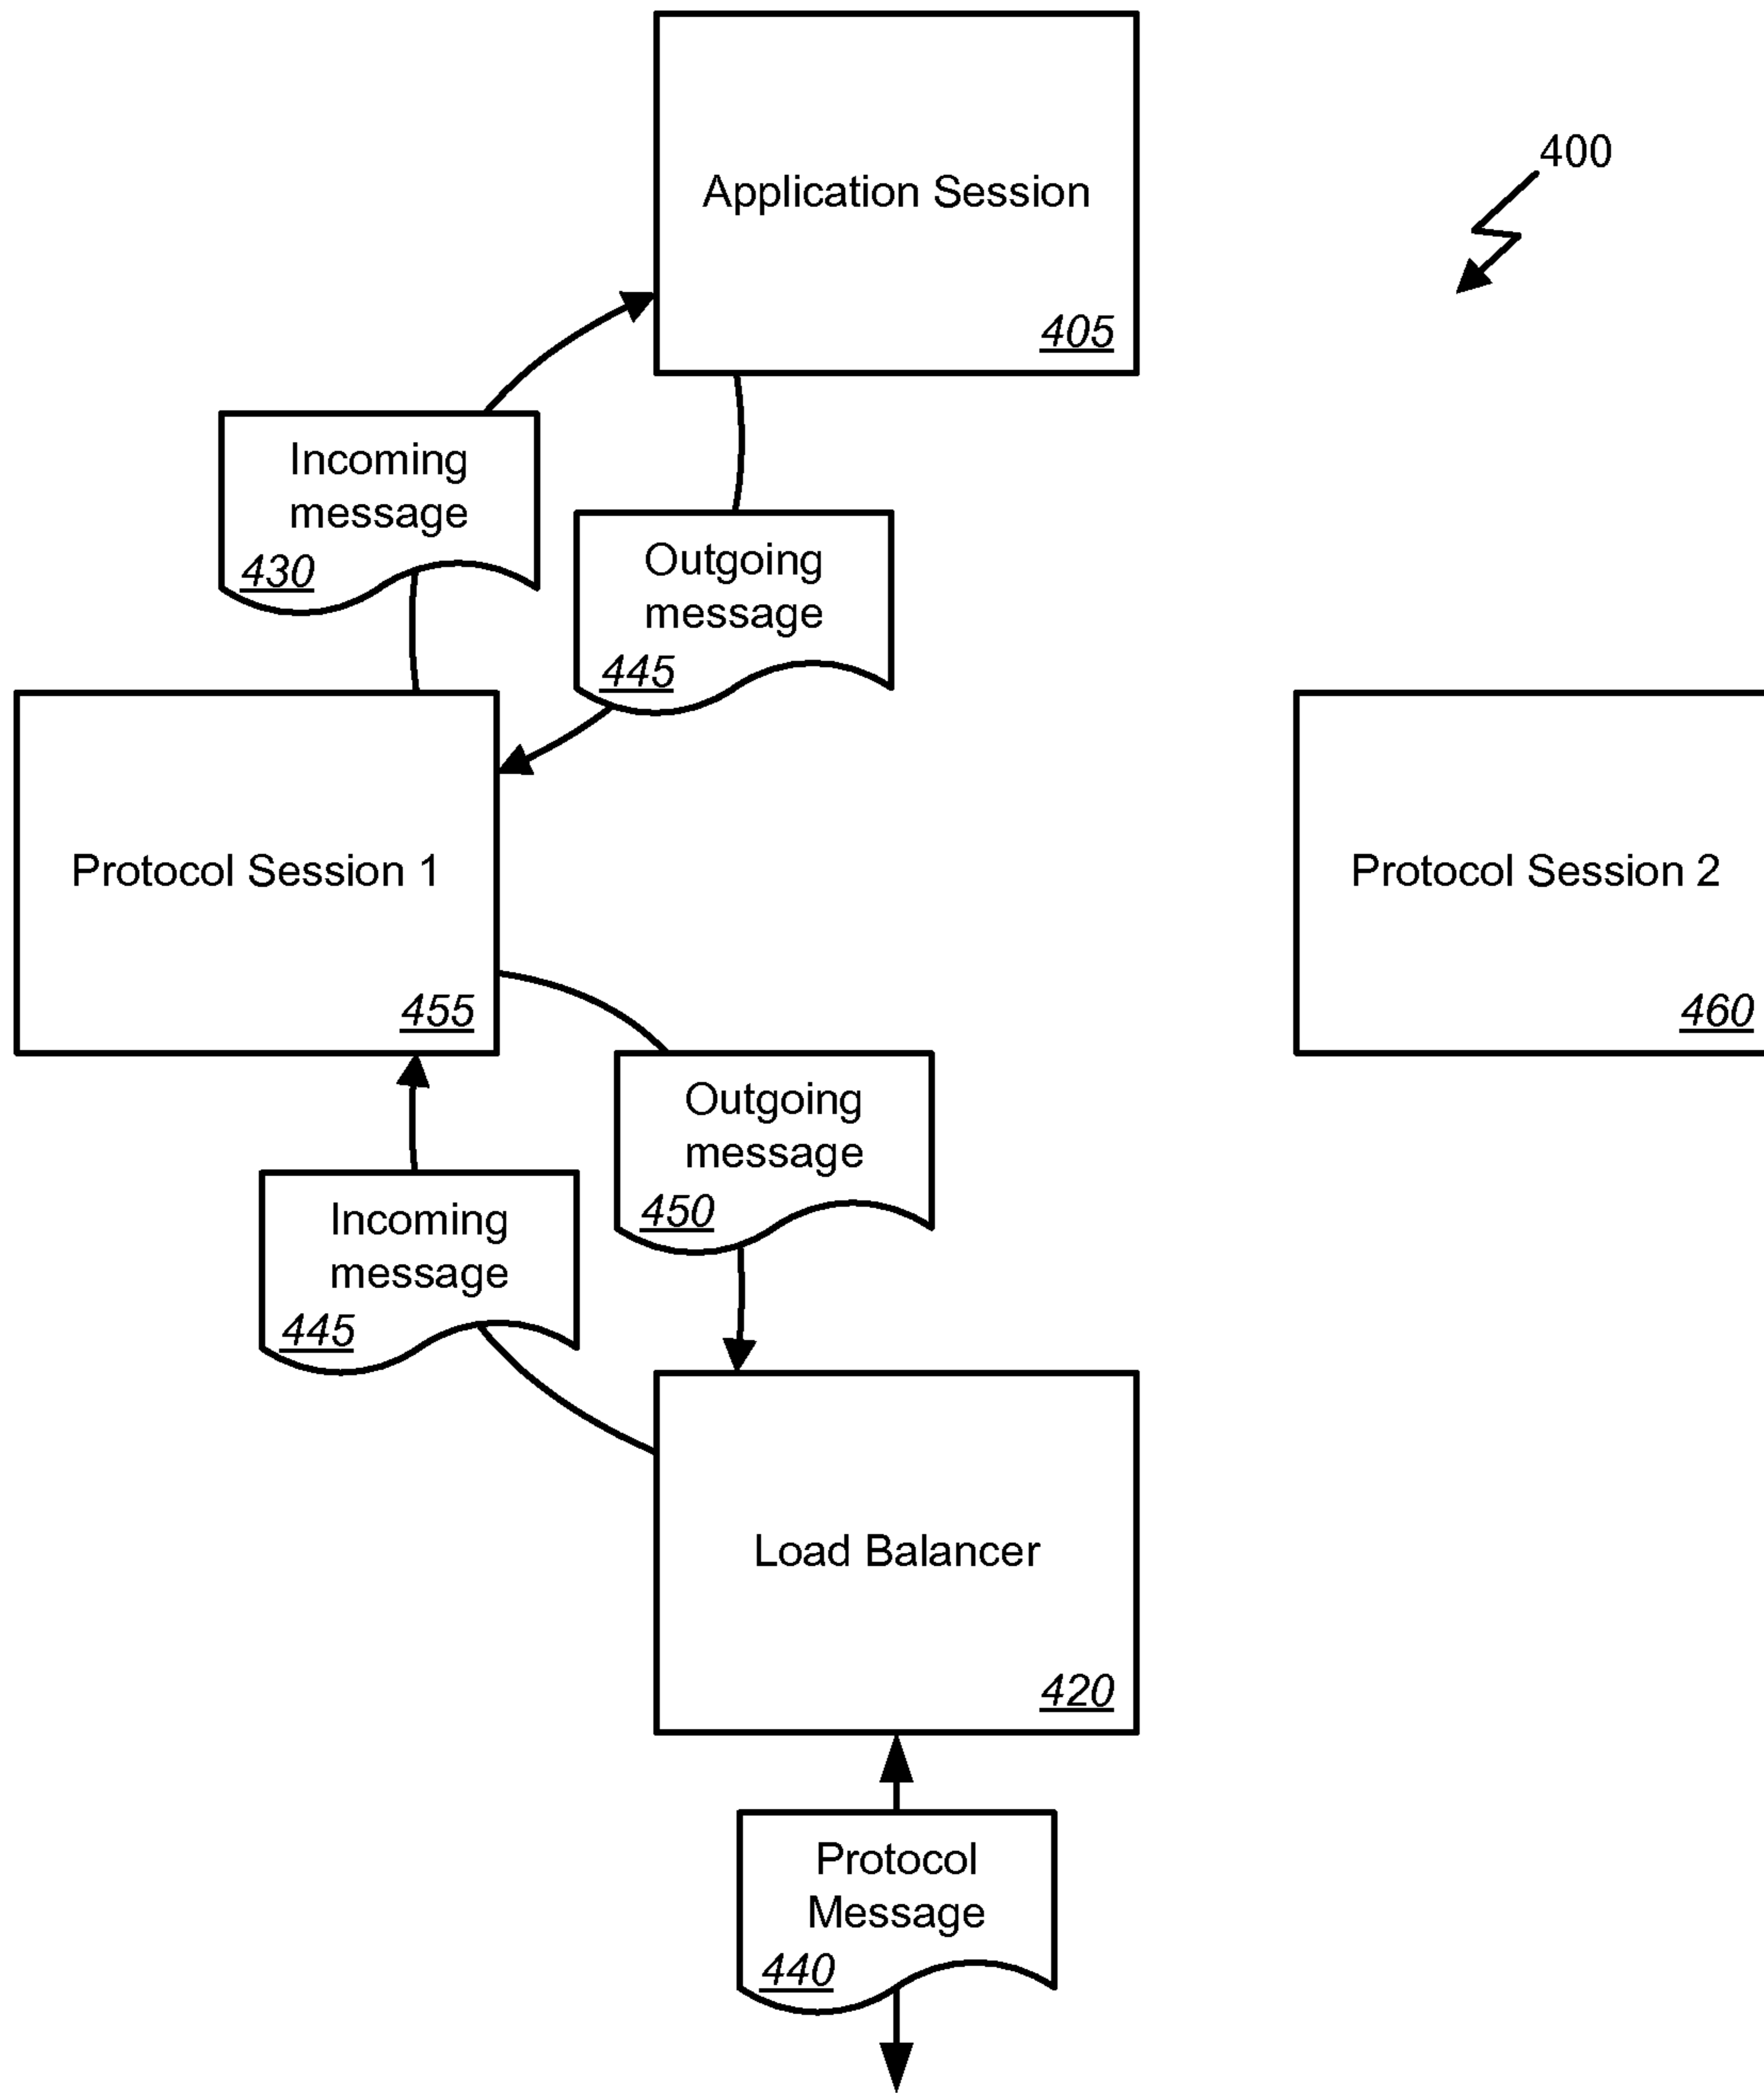 400
Application Session
405
Incoming
message
430
Outgoing
message
445
Protocol Session 1
455
Protocol Session 2
460
Outgoing
message
450
Incoming
message
445
Load Balancer
420
Protocol
Message
440